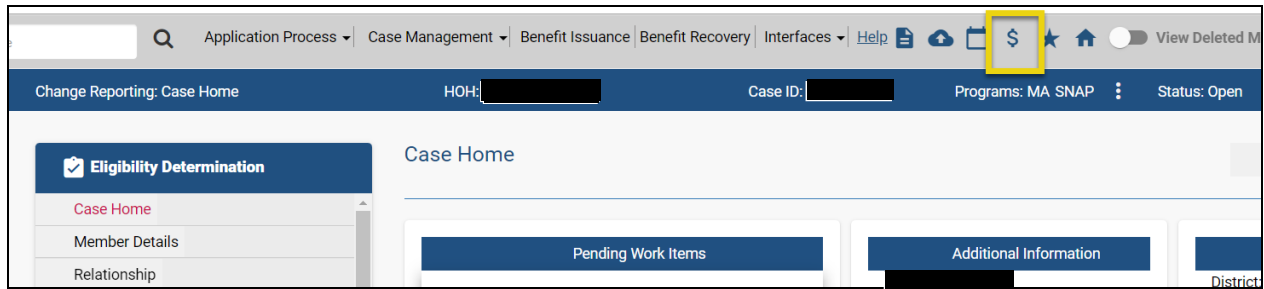 Application Process Case Management Benefit Issuance Benefit Recovery Interfaces Help $ View Deleted M
Change Reporting: Case Home HOH: Case ID: Programs: MA SNAP Status: Open
Eligibility Determination
Case Home
Member Details
Relationship
Case Home
Pending Work Items
Additional Information
District: